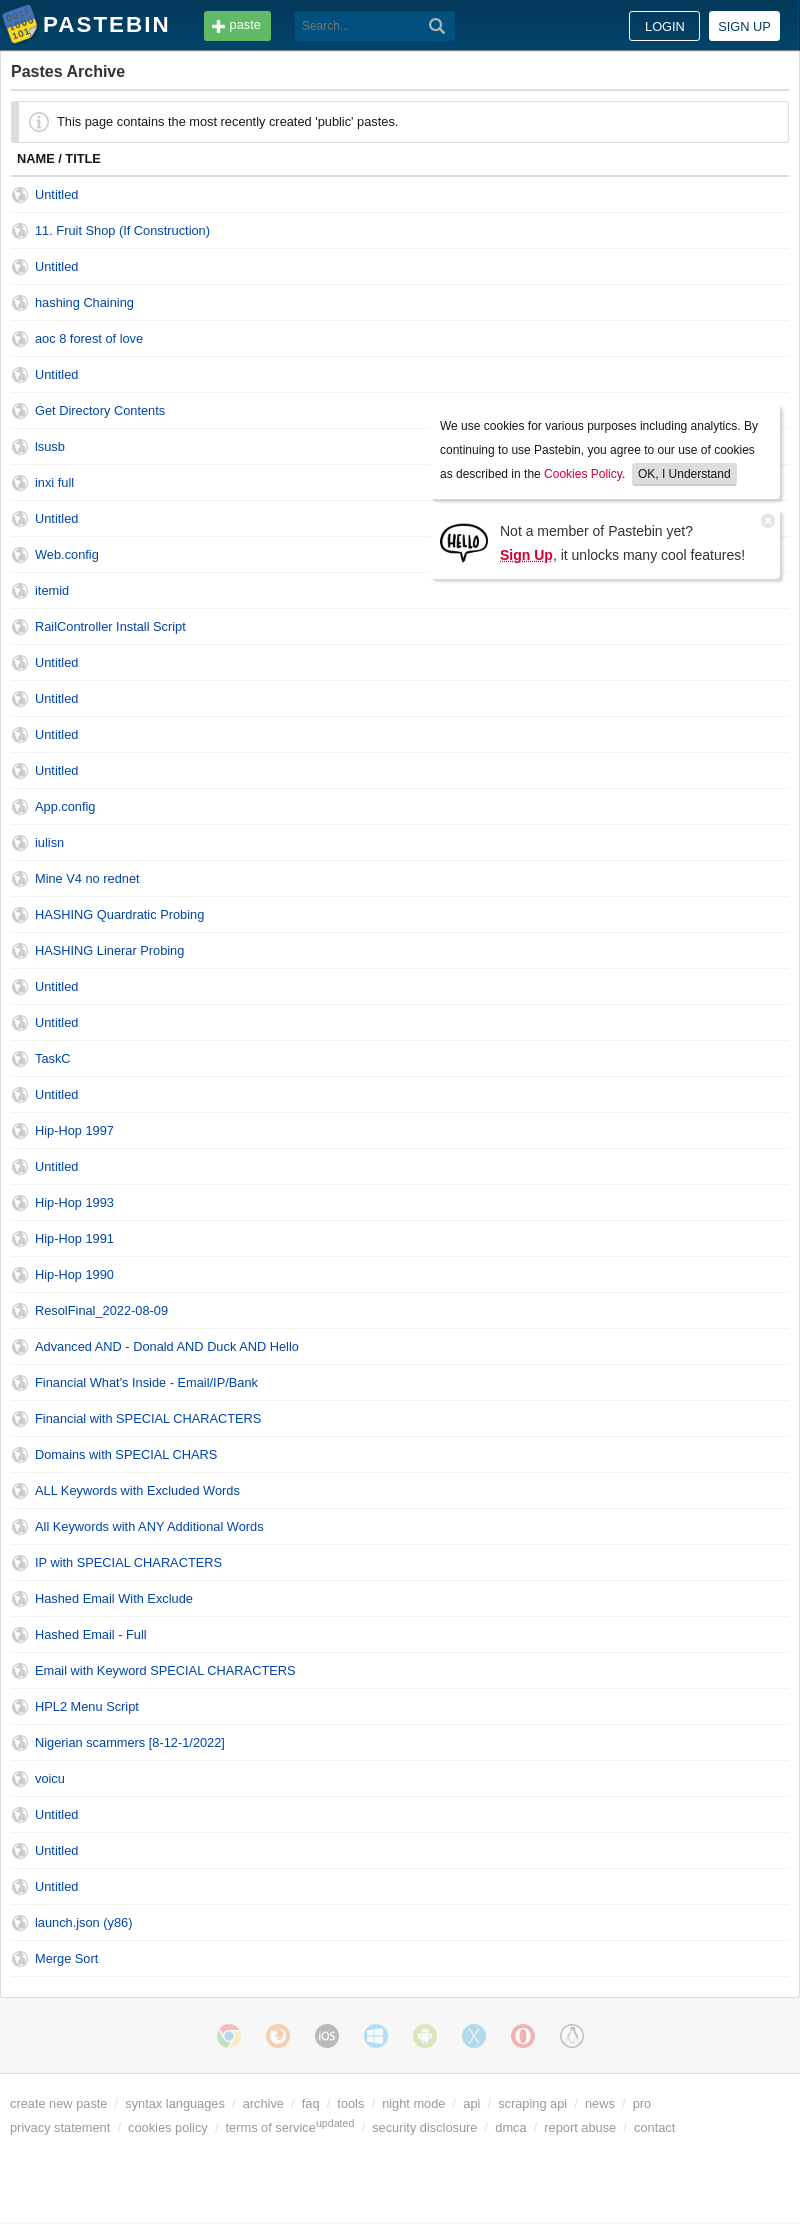 PASTEBIN
paste
Search...
LOGIN
SIGN UP
Pastes Archive
This page contains the most recently created 'public' pastes.
NAME / TITLE
Untitled
11. Fruit Shop (If Construction)
Untitled
hashing Chaining
aoc 8 forest of love
Untitled
Get Directory Contents
lsusb
inxi full
Untitled
Web.config
itemid
We use cookies for various purposes including analytics. By
continuing to use Pastebin, you agree to our use of cookies
as described in the Cookies Policy. OK, I Understand
HELLO
Not a member of Pastebin yet?
Sign Up, it unlocks many cool features!
RailController Install Script
Untitled
Untitled
Untitled
Untitled
App.config
iulisn
Mine V4 no rednet
HASHING Quardratic Probing
HASHING Linerar Probing
Untitled
Untitled
TaskC
Untitled
Hip-Hop 1997
Untitled
Hip-Hop 1993
Hip-Hop 1991
Hip-Hop 1990
ResolFinal_2022-08-09
Advanced AND - Donald AND Duck AND Hello
Financial What's Inside - Email/IP/Bank
Financial with SPECIAL CHARACTERS
Domains with SPECIAL CHARS
ALL Keywords with Excluded Words
All Keywords with ANY Additional Words
IP with SPECIAL CHARACTERS
Hashed Email With Exclude
Hashed Email - Full
Email with Keyword SPECIAL CHARACTERS
HPL2 Menu Script
Nigerian scammers [8-12-1/2022]
voicu
Untitled
Untitled
Untitled
launch.json (y86)
Merge Sort
iOS
create new paste / syntax languages / archive / faq / tools / night mode / api / scraping api / news / pro
privacy statement / cookies policy / terms of serviceupdated / security disclosure / dmca / report abuse / contact